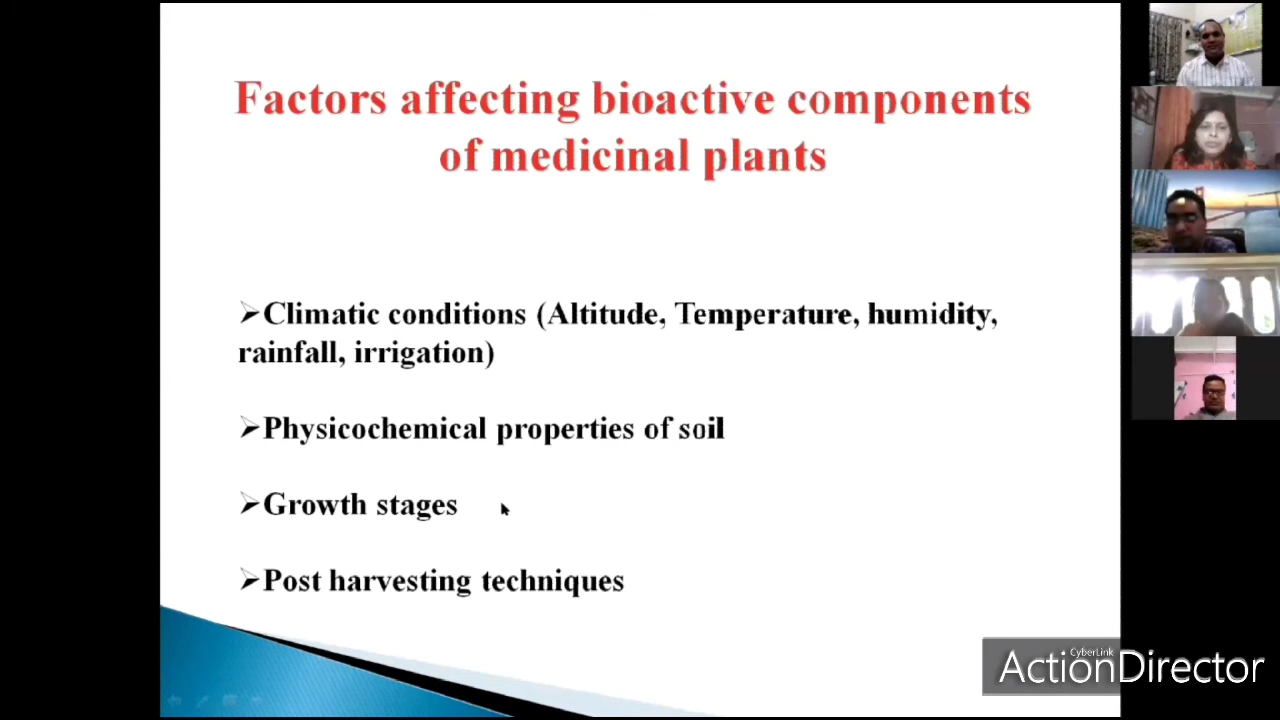 Factors affecting bioactive components
of medicinal plants
➢Climatic conditions (Altitude, Temperature, humidity,
rainfall, irrigation)
➢Physicochemical properties of soil
➢Growth stages
➢Post harvesting techniques
CyberLink
ActionDirector